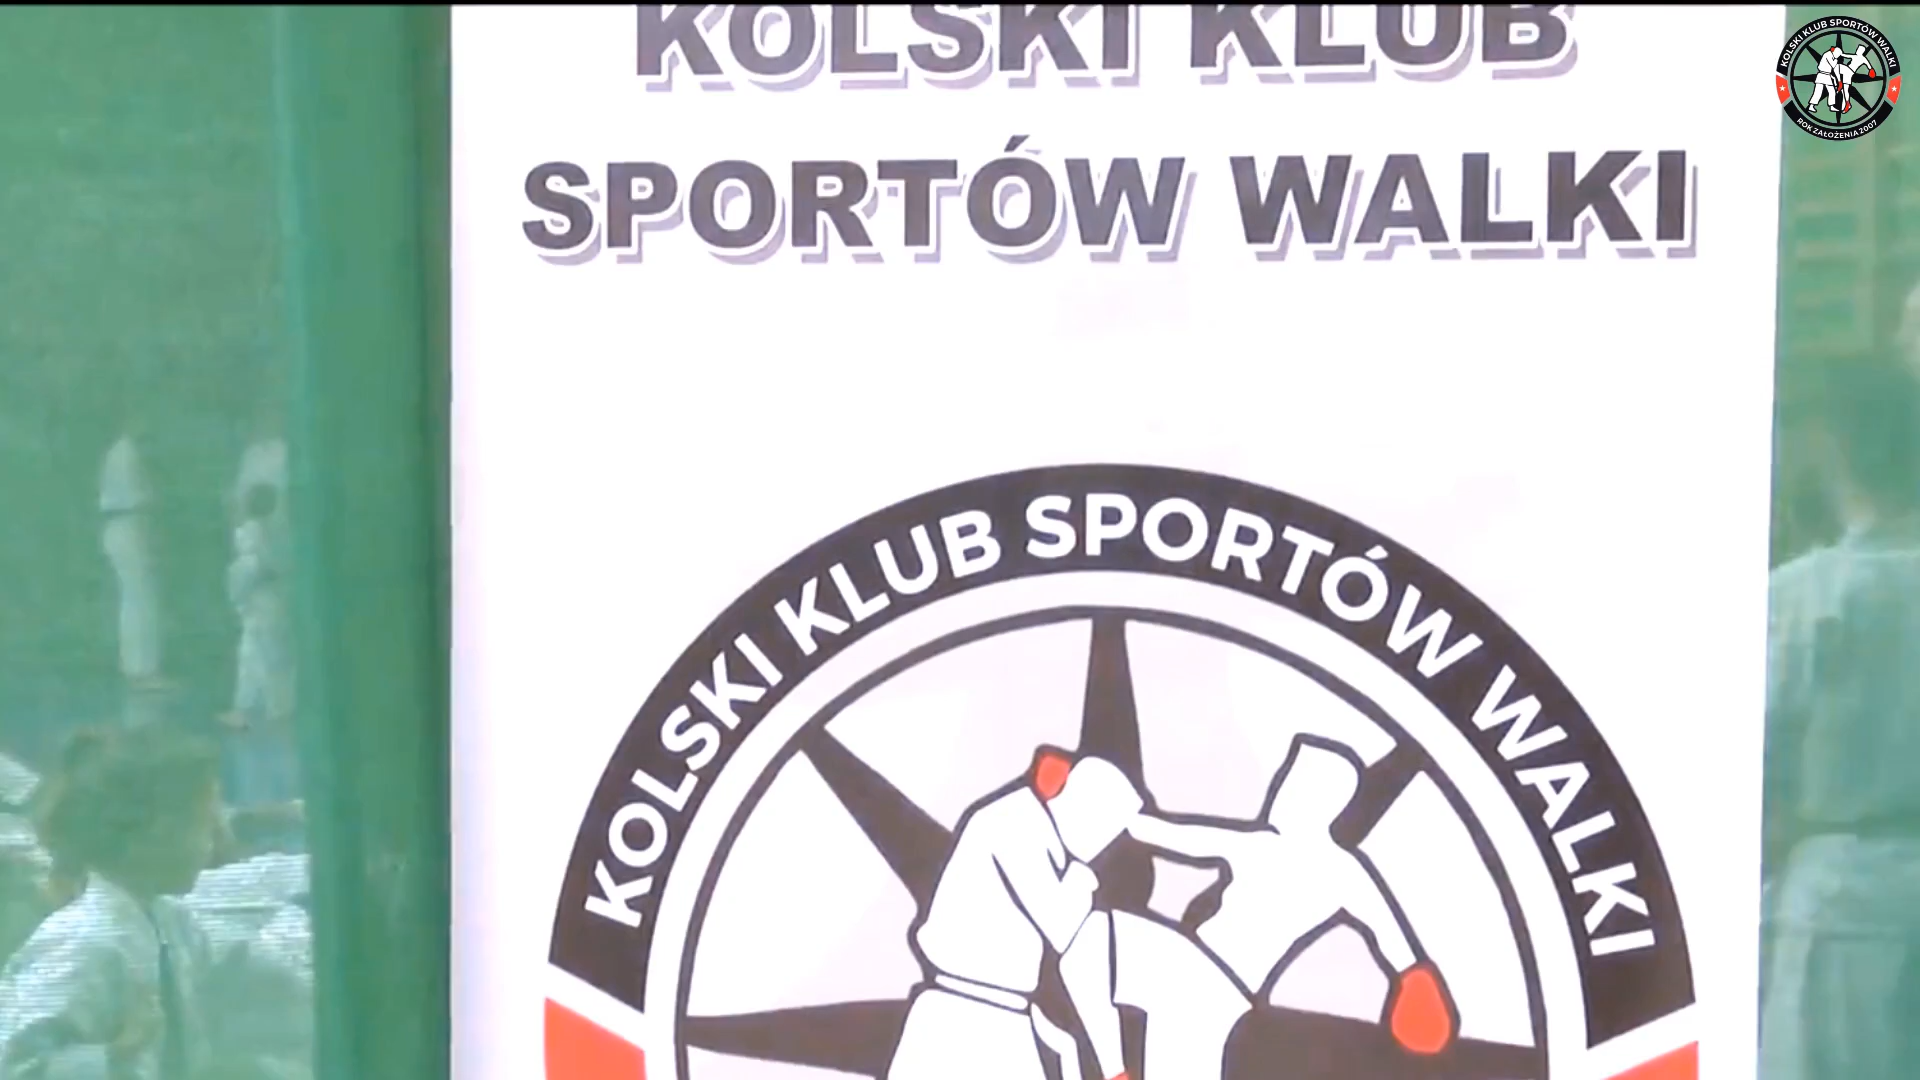 KOLSKI KLUB
SPORTÓW WALKI
KOLSKI KLUB SPORTÓW WALKI
KOLSKI KLUB SPORTÓW WALKI
ROK ZAŁOŻENIA 2007